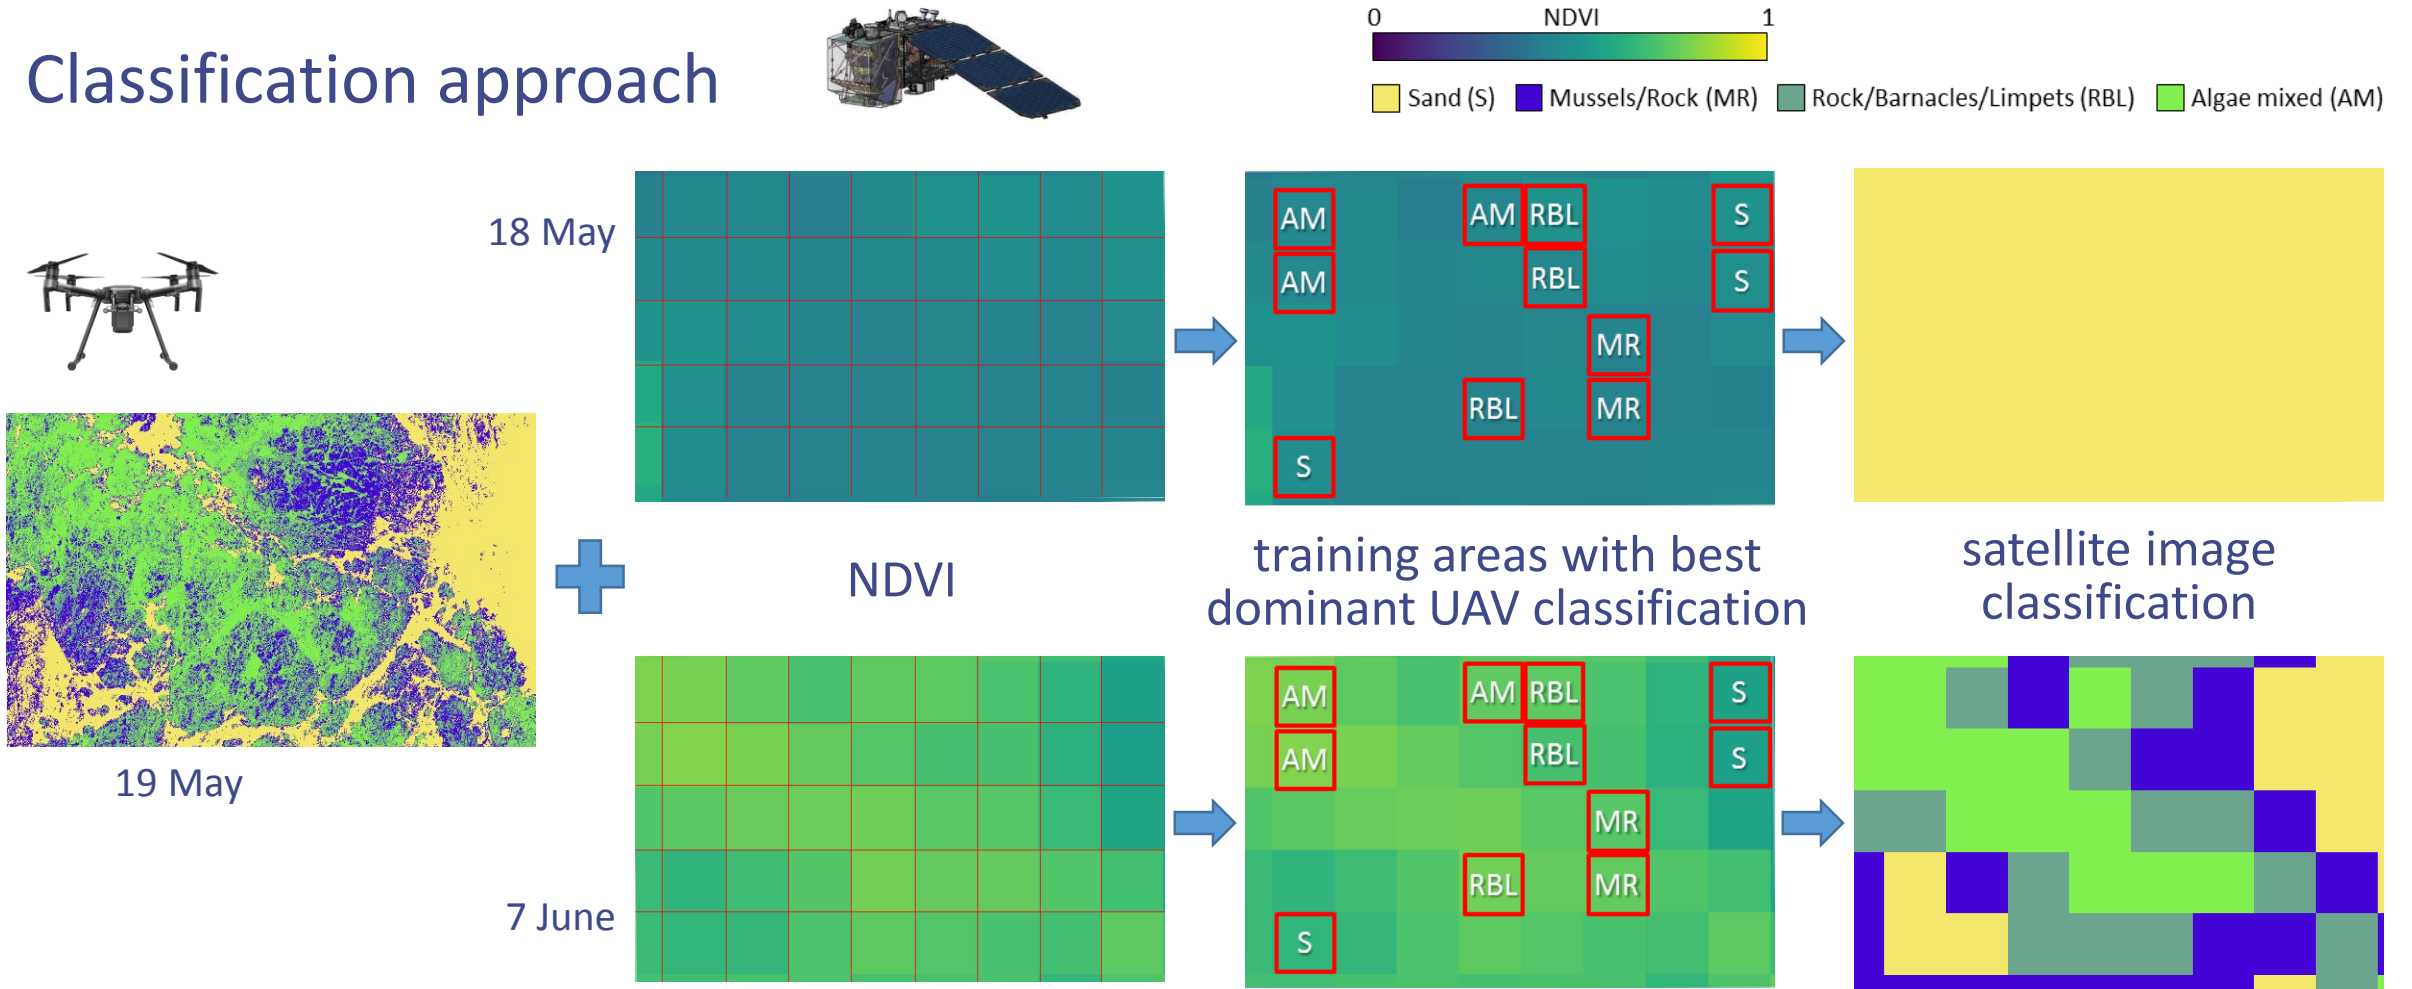 Classification approach
0 NDVI 1
Sand (S) Mussels/Rock (MR) Rock/Barnacles/Limpets (RBL) Algae mixed (AM)
18 May
AM AM RBL S
AM RBL S
MR
RBL MR
S
19 May
NDVI
training areas with best
dominant UAV classification
satellite image
classification
7 June
AM AM RBL S
AM RBL S
MR
RBL MR
S